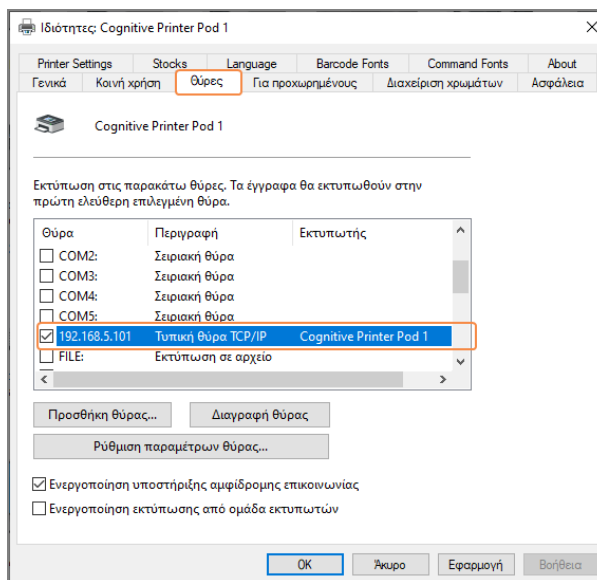 Ιδιότητες: Cognitive Printer Pod 1
Printer Settings Stocks Language Barcode Fonts Command Fonts About
Γενικά Κοινή χρήση Θύρες Για προχωρημένους Διαχείριση χρωμάτων Ασφάλεια
Cognitive Printer Pod 1
Εκτύπωση στις παρακάτω θύρες. Τα έγγραφα θα εκτυπωθούν στην
πρώτη ελεύθερη επιλεγμένη θύρα.
Θύρα Περιγραφή Εκτυπωτής
COM2: Σειριακή θύρα
COM3: Σειριακή θύρα
COM4: Σειριακή θύρα
COM5: Σειριακή θύρα
192.168.5.101 Τυπική θύρα TCP/IP Cognitive Printer Pod 1
FILE: Εκτύπωση σε αρχείο
Προσθήκη θύρας... Διαγραφή θύρας
Ρύθμιση παραμέτρων θύρας...
Ενεργοποίηση υποστήριξης αμφίδρομης επικοινωνίας
Ενεργοποίηση εκτύπωσης από ομάδα εκτυπωτών
OK Άκυρο Εφαρμογή Βοήθεια